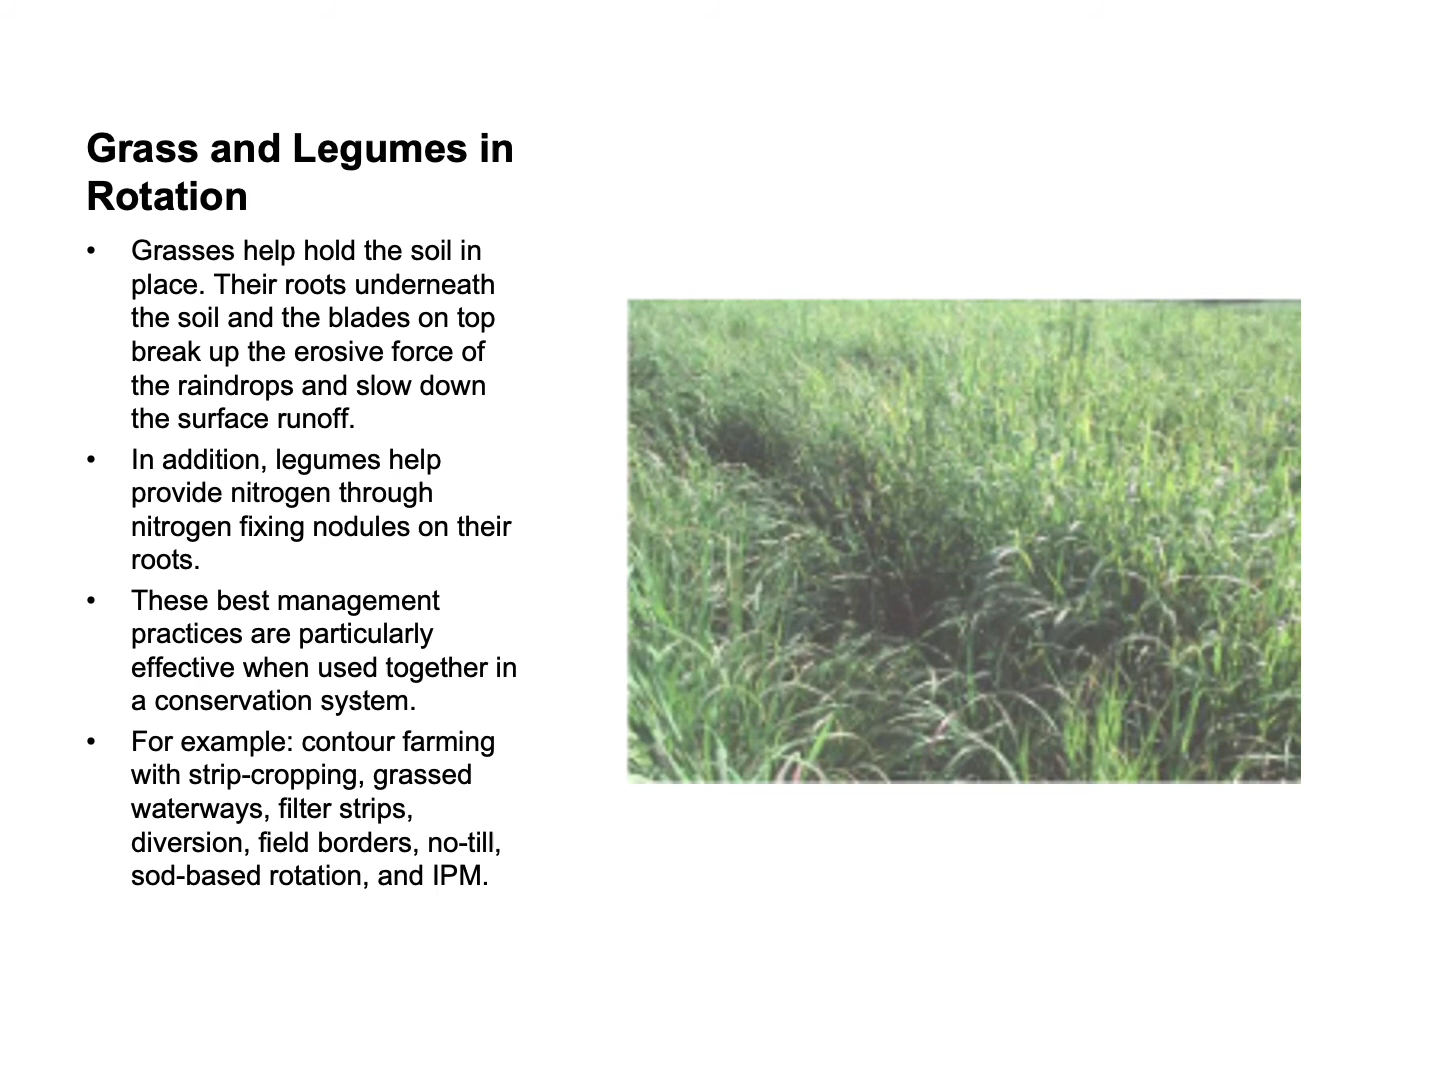 Grass and Legumes in
Rotation
• Grasses help hold the soil in
place. Their roots underneath
the soil and the blades on top
break up the erosive force of
the raindrops and slow down
the surface runoff.
• In addition, legumes help
provide nitrogen through
nitrogen fixing nodules on their
roots.
• These best management
practices are particularly
effective when used together in
a conservation system.
• For example: contour farming
with strip-cropping, grassed
waterways, filter strips,
diversion, field borders, no-till,
sod-based rotation, and IPM.